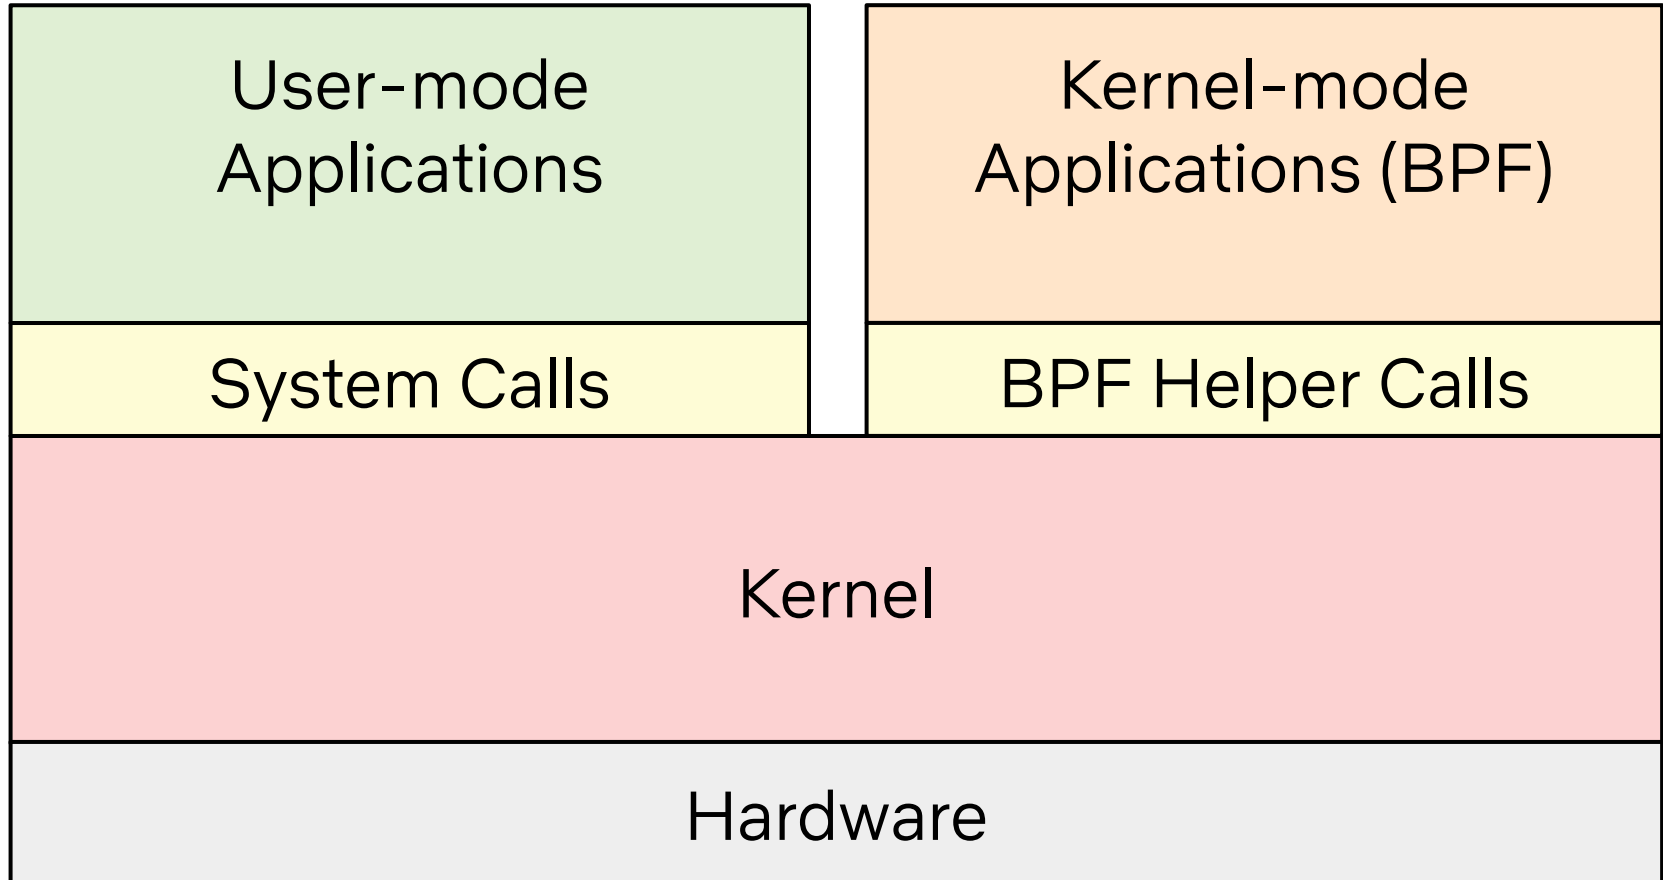 User-mode
Applications
Kernel-mode
Applications (BPF)
System Calls
BPF Helper Calls
Kernel
Hardware